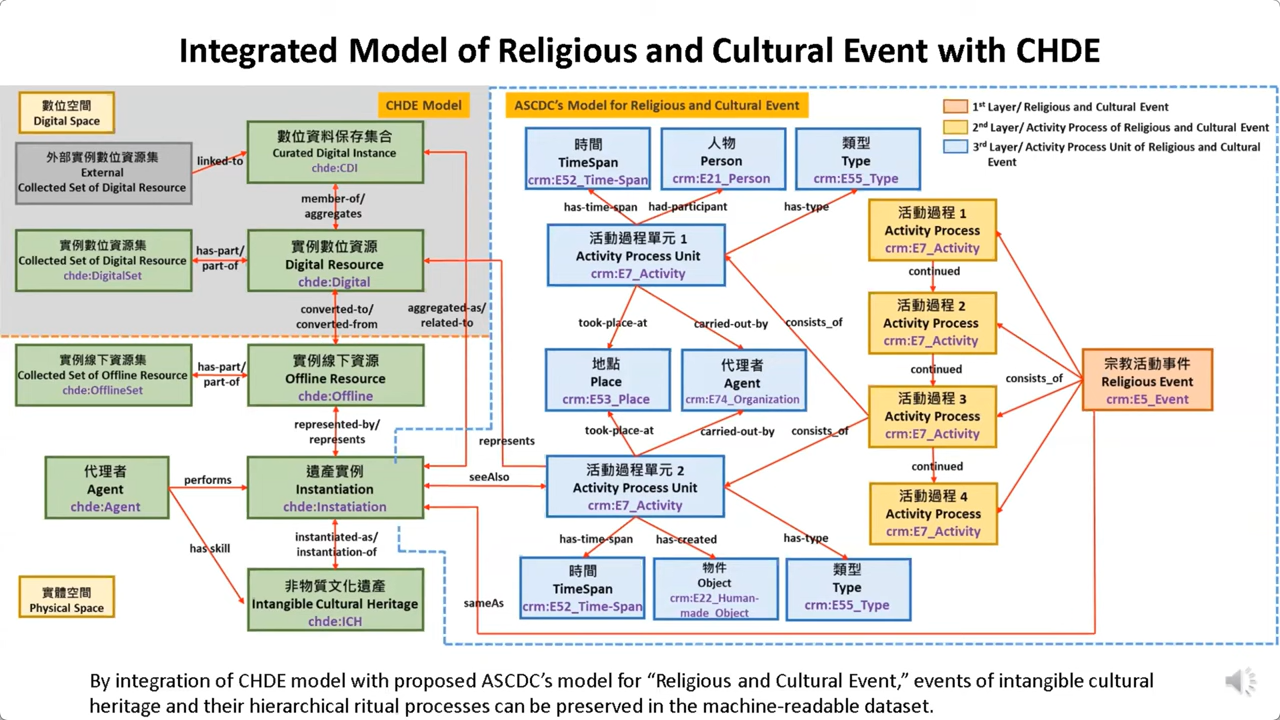 Integrated Model of Religious and Cultural Event with CHDE
數位空間
Digital Space
CHDE Model
數位資料保存集合
Curated Digital Instance
chde:CDI
外部實例數位資源集
External
Collected Set of Digital Resource
linked-to
member-of/
aggregates
實例數位資源集
Collected Set of Digital Resource
chde:DigitalSet
has-part/
part-of
實例數位資源
Digital Resource
chde:Digital
converted-to/
converted-from
aggregated-as/
related-to
實例線下資源集
Collected Set of Offline Resource
chde:OfflineSet
has-part/
part-of
實例線下資源
Offline Resource
chde:Offline
represented-by/
represents
代理者
Agent
chde:Agent
performs
遺產實例
Instantiation
chde:Instatiation
has skill
instantiated-as/
instantiation-of
非物質文化遺產
Intangible Cultural Heritage
chde:ICH
實體空間
Physical Space
represents
seeAlso
sameAs
ASCDC's Model for Religious and Cultural Event
時間
TimeSpan
crm:E52_Time-Span
人物
Person
crm:E21_Person
類型
Type
crm:E55_Type
has-time-span
had-participant
has-type
活動過程單元 1
Activity Process Unit
crm:E7_Activity
took-place-at
carried-out-by
consists_of
地點
Place
crm:E53_Place
代理者
Agent
crm:E74_Organization
took-place-at
carried-out-by
consists_of
活動過程單元 2
Activity Process Unit
crm:E7_Activity
has-time-span
has-created
has-type
時間
TimeSpan
crm:E52_Time-Span
物件
Object
crm:E22_Human-
made_Object
類型
Type
crm:E55_Type
1st Layer/ Religious and Cultural Event
2nd Layer/ Activity Process of Religious and Cultural Event
3rd Layer/ Activity Process Unit of Religious and Cultural
Event
活動過程 1
Activity Process
crm:E7_Activity
continued
活動過程 2
Activity Process
crm:E7_Activity
continued
活動過程 3
Activity Process
crm:E7_Activity
continued
活動過程 4
Activity Process
crm:E7_Activity
consists_of
宗教活動事件
Religious Event
crm:E5_Event
By integration of CHDE model with proposed ASCDC's model for “Religious and Cultural Event,” events of intangible cultural
heritage and their hierarchical ritual processes can be preserved in the machine-readable dataset.